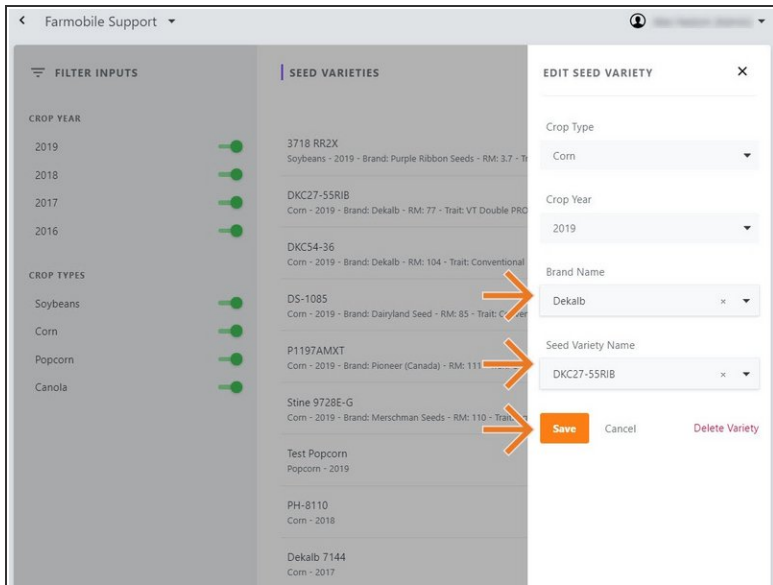 Farmobile Support
FILTER INPUTS
CROP YEAR
2019
2018
2017
2016
CROP TYPES
Soybeans
Corn
Popcorn
Canola
SEED VARIETIES
3718 RR2X
Soybeans - 2019 - Brand: Purple Ribbon Seeds - RM: 3.7 - Tr
DKC27-55RIB
Corn - 2019 - Brand: Dekalb - RM: 77 - Trait: VT Double PRO
DKC54-36
Corn - 2019 - Brand: Dekalb - RM: 104 - Trait: Conventional
DS-1085
Corn - 2019 - Brand: Dairyland Seed - RM: 85 - Trait:
P1197AMXT
Corn - 2019 - Brand: Pioneer (Canada) - RM: 111
Stine 9728E-G
Corn - 2019 - Brand: Merschman Seeds - RM: 110 - Trait:
Test Popcorn
Popcorn - 2019
PH-8110
Corn - 2018
Dekalb 7144
Corn - 2017
EDIT SEED VARIETY
Crop Type
Corn
Crop Year
2019
Brand Name
Dekalb
Seed Variety Name
DKC27-55RIB
Save Cancel Delete Variety